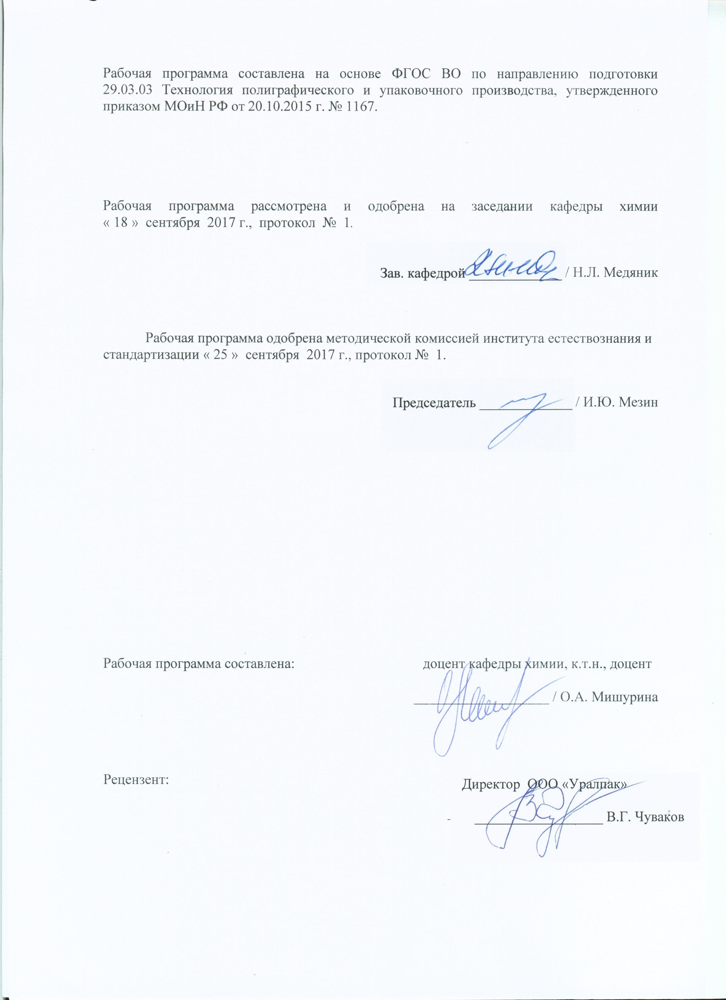 Рабочая программа составлена на основе ФГОС ВО по направлению подготовки
29.03.03 Технология полиграфического и упаковочного производства, утвержденного
приказом МОиН РФ от 20.10.2015 г. № 1167.
Рабочая программа рассмотрена и одобрена на заседании кафедры химии
« 18 » сентября 2017 г., протокол № 1.
Зав. кафедрой ______________ / Н.Л. Медяник
Рабочая программа одобрена методической комиссией института естествознания и
стандартизации « 25 » сентября 2017 г., протокол № 1.
Председатель ______________ / И.Ю. Мезин
Рабочая программа составлена: доцент кафедры химии, к.т.н., доцент
____________________ / О.А. Мишурина
Рецензент: Директор ООО «Уралпак»
- ___________________ В.Г. Чуваков